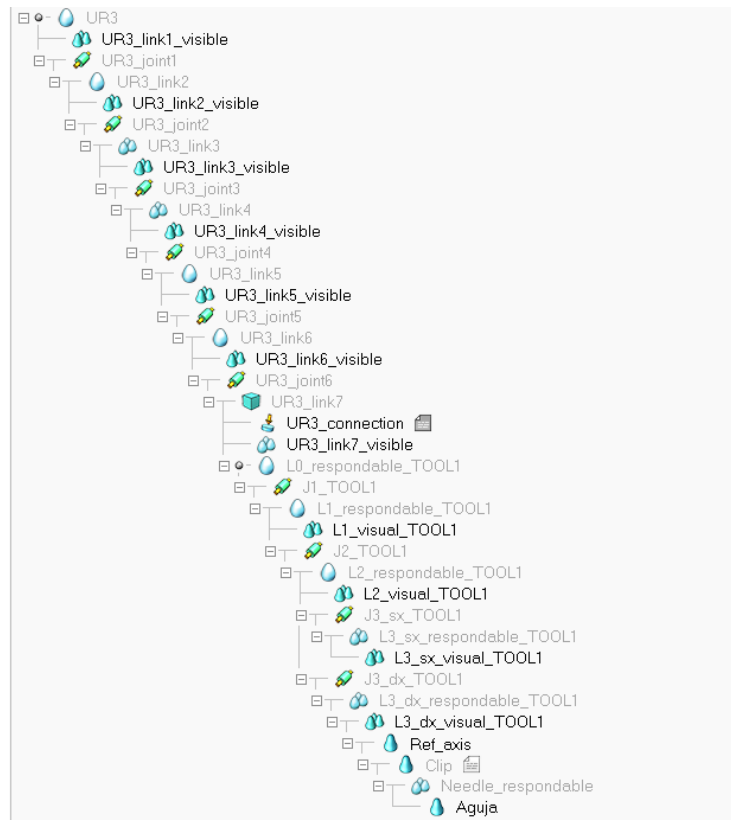 UR3
UR3_link1_visible
UR3_joint1
UR3_link2
UR3_link2_visible
UR3_joint2
UR3_link3
UR3_link3_visible
UR3_joint3
UR3_link4
UR3_link4_visible
UR3_joint4
UR3_link5
UR3_link5_visible
UR3_joint5
UR3_link6
UR3_link6_visible
UR3_joint6
UR3_link7
UR3_connection
UR3_link7_visible
L0_respondable_TOOL1
J1_TOOL1
L1_respondable_TOOL1
L1_visual_TOOL1
J2_TOOL1
L2_respondable_TOOL1
L2_visual_TOOL1
J3_sx_TOOL1
L3_sx_respondable_TOOL1
L3_sx_visual_TOOL1
J3_dx_TOOL1
L3_dx_respondable_TOOL1
L3_dx_visual_TOOL1
Ref_axis
Clip
Needle_respondable
Aguja